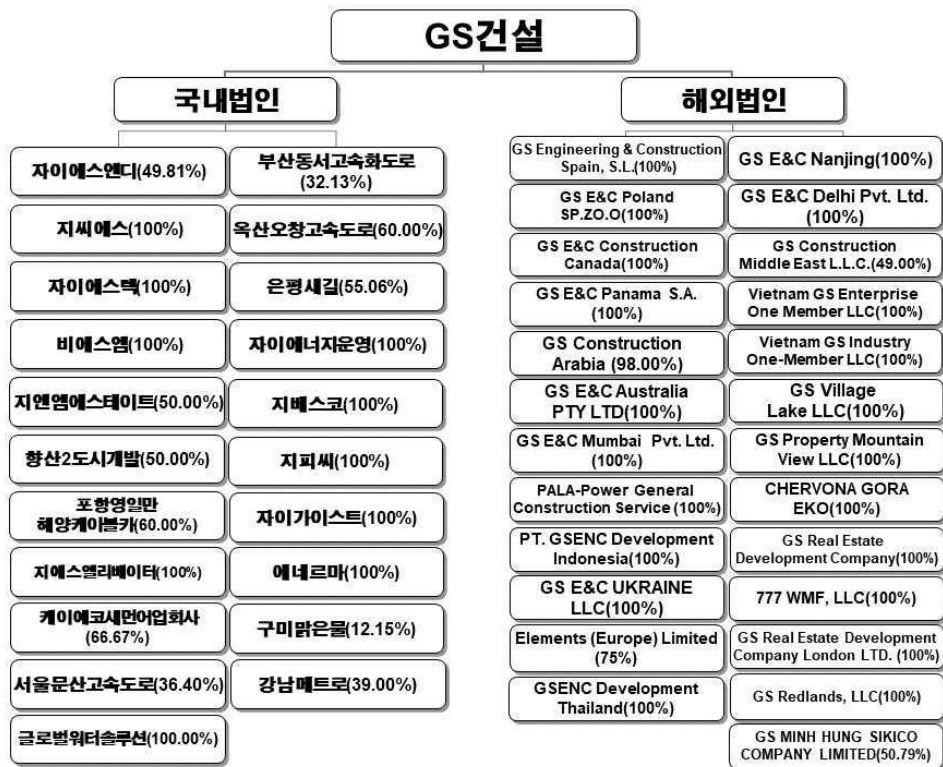 GS건설
국내법인
자이에스앤디(49.81%)
지씨에스(100%)
자이에스텍(100%)
비에스엠(100%)
지앤엠에스테이트(50.00%)
향산2도시개발(50.00%)
포항영일만
해양케이블카(60.00%)
지에스엘리베이터(100%)
케이에코새먼어업회사
(66.67%)
서울문산고속도로(36.40%)
글로벌워터솔루션(100.00%)
부산동서고속화도로
(32.13%)
옥산오창고속도로(60.00%)
은평새길(55.06%)
자이에너지운영(100%)
지베스코(100%)
지피씨(100%)
자이가이스트(100%)
에네르마(100%)
구미맑은물(12.15%)
강남메트로(39.00%)
해외법인
GS Engineering & Construction
Spain, S.L.(100%)
GS E&C Poland
SP.ZO.O(100%)
GS E&C Construction
Canada(100%)
GS E&C Panama S.A.
(100%)
GS Construction
Arabia (98.00%)
GS E&C Australia
PTY LTD(100%)
GS E&C Mumbai Pvt. Ltd.
(100%)
PALA-Power General
Construction Service (100%)
PT. GSENC Development
Indonesia(100%)
GS E&C UKRAINE
LLC(100%)
Elements (Europe) Limited
(75%)
GSENC Development
Thailand(100%)
GS E&C Nanjing(100%)
GS E&C Delhi Pvt. Ltd.
(100%)
GS Construction
Middle East L.L.C.(49.00%)
Vietnam GS Enterprise
One Member LLC(100%)
Vietnam GS Industry
One-Member LLC(100%)
GS Village
Lake LLC(100%)
GS Property Mountain
View LLC(100%)
CHERVONA GORA
EKO(100%)
GS Real Estate
Development Company(100%)
777 WMF, LLC(100%)
GS Real Estate Development
Company London LTD. (100%)
GS Redlands, LLC(100%)
GS MINH HUNG SIKICO
COMPANY LIMITED(50.79%)